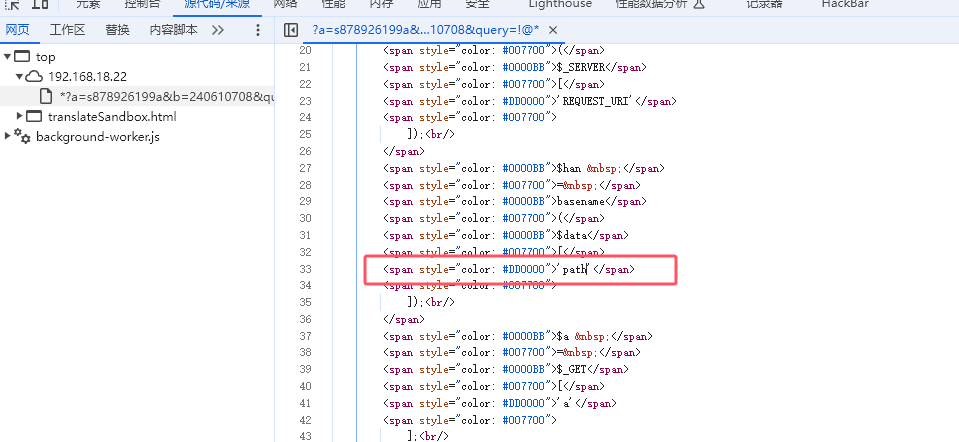 元素 控制台 源代码/来源 网络 性能 内存 应用 安全 Lighthouse 性能数据分析 记录器 HackBar
网页 工作区 替换 内容脚本 ?a=s878926199a&...10708&query=!@* ×
top
192.168.18.22
*?a=s878926199a&b=240610708&qu
translateSandbox.html
background-worker.js
20 <span style="color: #007700">(</span>
21 <span style="color: #0000BB">$_SERVER</span>
22 <span style="color: #007700">[</span>
23 <span style="color: #DD0000">'REQUEST_URI'</span>
24 <span style="color: #007700">
25 ]);<br/>
26 </span>
27 <span style="color: #0000BB">$han &nbsp;</span>
28 <span style="color: #007700">=&nbsp;</span>
29 <span style="color: #0000BB">basename</span>
30 <span style="color: #007700">(</span>
31 <span style="color: #0000BB">$data</span>
32 <span style="color: #007700">[</span>
33 <span style="color: #DD0000">'path'</span>
34 <span style="color: #007700">
35 ]);<br/>
36 </span>
37 <span style="color: #0000BB">$a &nbsp;</span>
38 <span style="color: #007700">=&nbsp;</span>
39 <span style="color: #0000BB">$_GET</span>
40 <span style="color: #007700">[</span>
41 <span style="color: #DD0000">'a'</span>
42 <span style="color: #007700">
43 ];<br/>